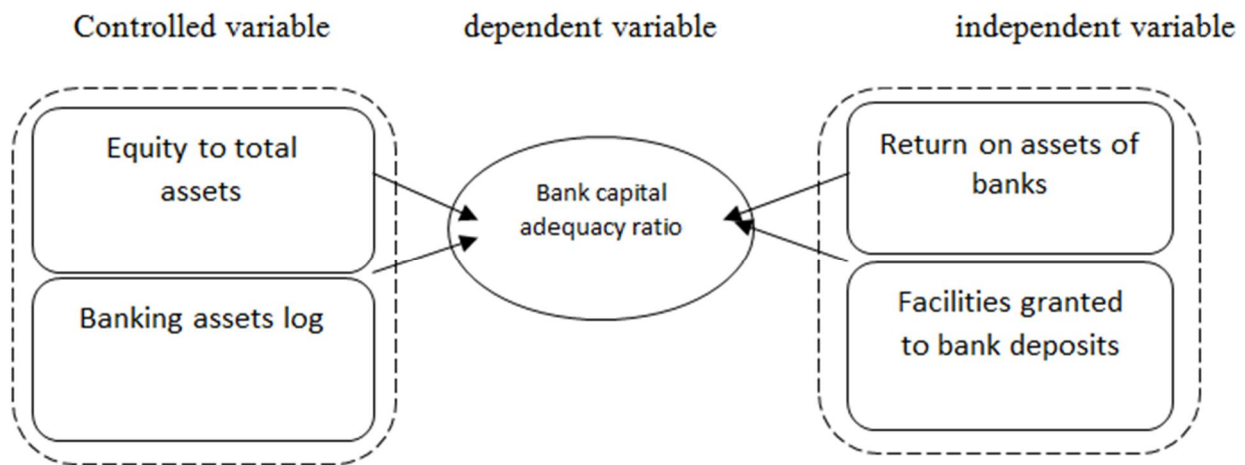 Controlled variable
dependent variable
independent variable
Equity to total
assets
Banking assets log
Bank capital
adequacy ratio
Return on assets of
banks
Facilities granted
to bank deposits